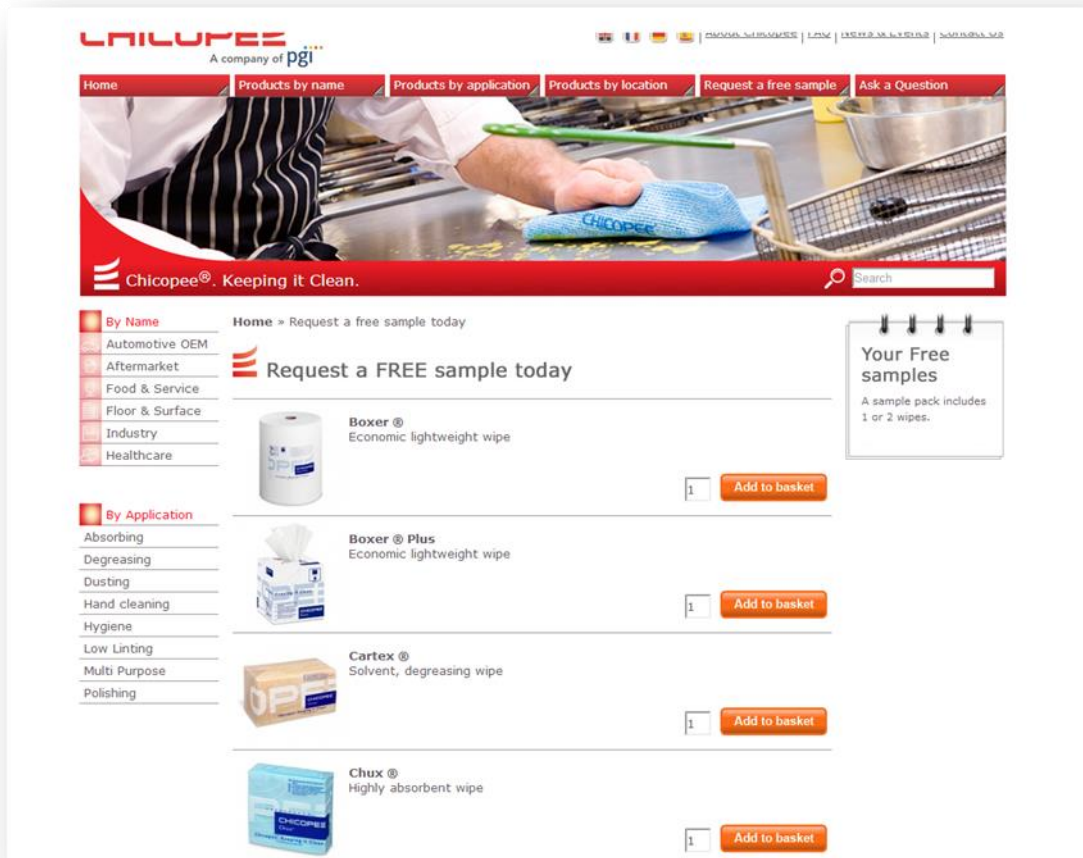 CHICOPEE
A company of pgi
About Chicopee | FAQ | News & Events | Contact Us
Home
Products by name
Products by application
Products by location
Request a free sample
Ask a Question
CHICOPEE
Chicopee®. Keeping it Clean.
Search
By Name
Automotive OEM
Aftermarket
Food & Service
Floor & Surface
Industry
Healthcare
By Application
Absorbing
Degreasing
Dusting
Hand cleaning
Hygiene
Low Linting
Multi Purpose
Polishing
Home » Request a free sample today
Request a FREE sample today
Boxer ®
Economic lightweight wipe
1
Add to basket
Boxer ® Plus
Economic lightweight wipe
1
Add to basket
CHICOPEE
Cartex ®
Solvent, degreasing wipe
1
Add to basket
CHICOPEE
Chux ®
Highly absorbent wipe
1
Add to basket
CHICOPEE
Chux
Your Free
samples
A sample pack includes
1 or 2 wipes.